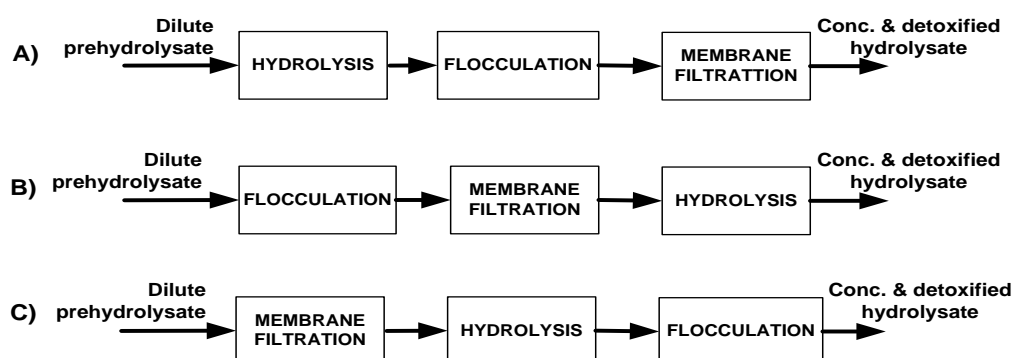 A)
Dilute
prehydrolysate
HYDROLYSIS
FLOCCULATION
MEMBRANE
FILTRATTION
Conc. & detoxified
hydrolysate
B)
Dilute
prehydrolysate
FLOCCULATION
MEMBRANE
FILTRATION
HYDROLYSIS
Conc. & detoxified
hydrolysate
C)
Dilute
prehydrolysate
MEMBRANE
FILTRATION
HYDROLYSIS
FLOCCULATION
Conc. & detoxified
hydrolysate